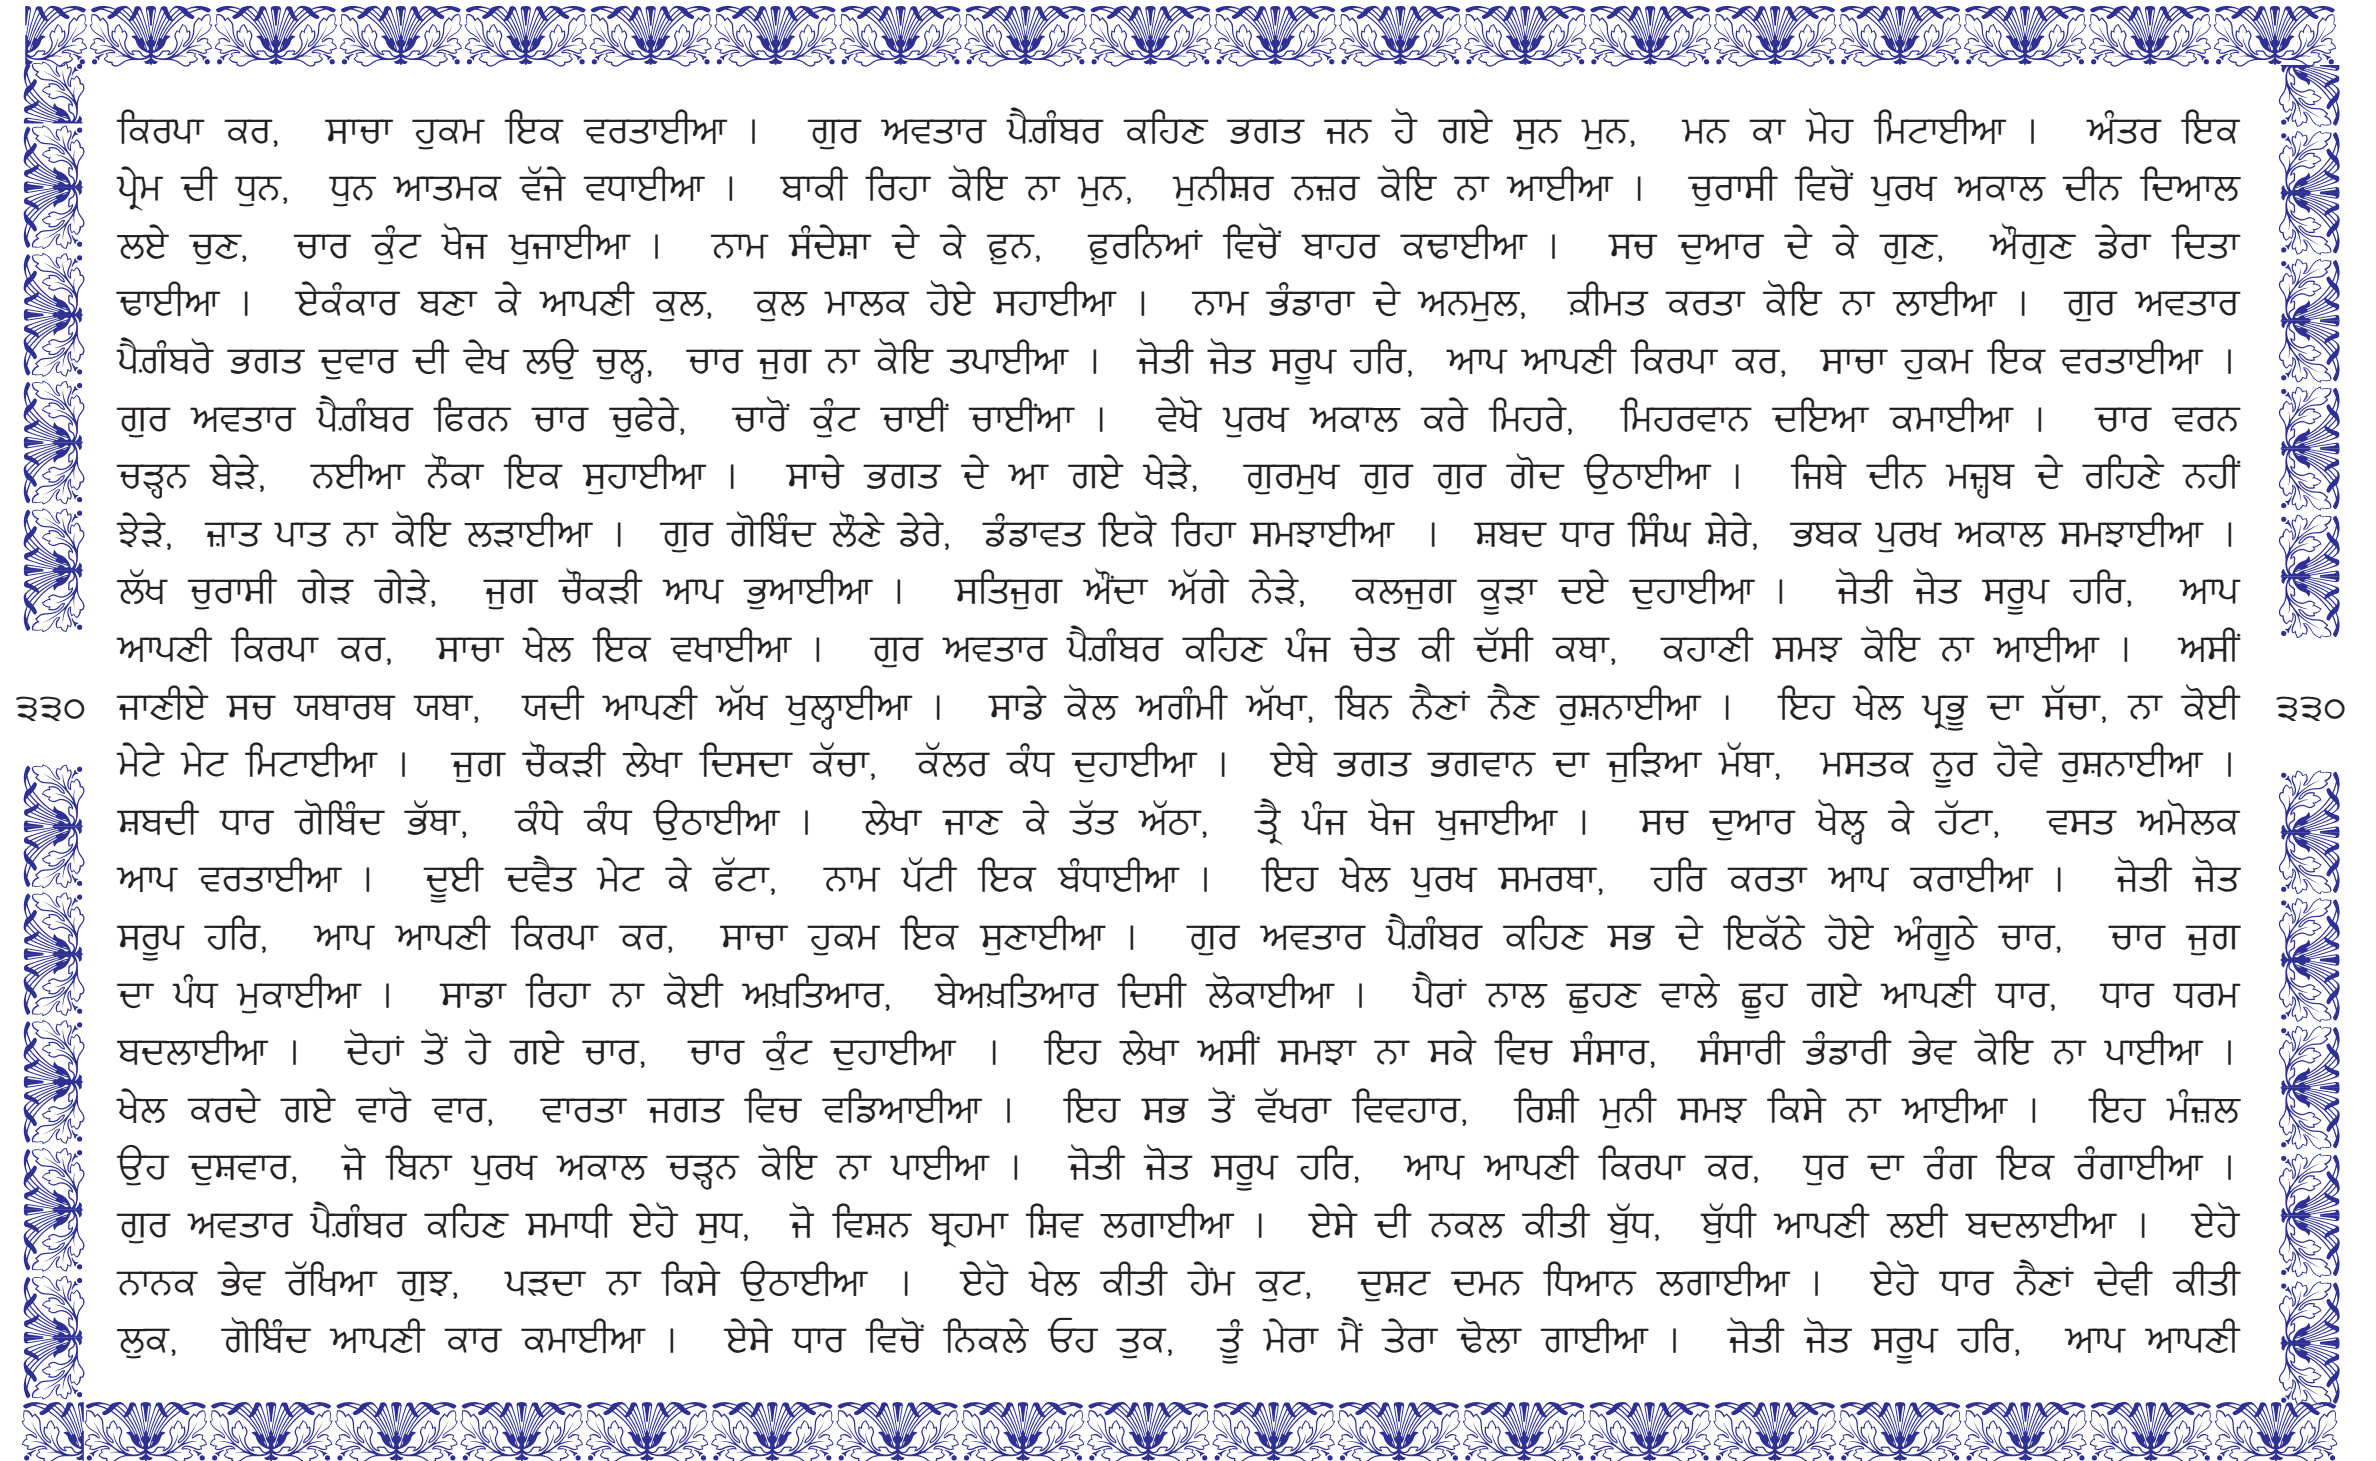 ਕਿਰਪਾ ਕਰ, ਸਾਚਾ ਹੁਕਮ ਇਕ ਵਰਤਾਈਆ । ਗੁਰ ਅਵਤਾਰ ਪੈਗ਼ੰਬਰ ਕਹਿਣ ਭਗਤ ਜਨ ਹੋ ਗਏ ਸੁਨ ਮੁਨ, ਮਨ ਕਾ ਮੋਹ ਮਿਟਾਈਆ । ਅੰਤਰ ਇਕ
ਪ੍ਰੇਮ ਦੀ ਧੁਨ, ਧੁਨ ਆਤਮਕ ਵੱਜੇ ਵਧਾਈਆ । ਬਾਕੀ ਰਿਹਾ ਕੋਇ ਨਾ ਮੁਨ, ਮੁਨੀਸ਼ਰ ਨਜ਼ਰ ਕੋਇ ਨਾ ਆਈਆ । ਚੁਰਾਸੀ ਵਿਚੋਂ ਪੁਰਖ ਅਕਾਲ ਦੀਨ ਦਿਆਲ
ਲਏ ਚੁਣ, ਚਾਰ ਕੁੰਟ ਖੋਜ ਖੁਜਾਈਆ । ਨਾਮ ਸੰਦੇਸ਼ਾ ਦੇ ਕੇ ਫ਼ੁਨ, ਫ਼ੁਰਨਿਆਂ ਵਿਚੋਂ ਬਾਹਰ ਕਢਾਈਆ । ਸਚ ਦੁਆਰ ਦੇ ਕੇ ਗੁਣ, ਔਗੁਣ ਡੇਰਾ ਦਿਤਾ
ਢਾਈਆ । ਏਕੰਕਾਰ ਬਣਾ ਕੇ ਆਪਣੀ ਕੁਲ, ਕੁਲ ਮਾਲਕ ਹੋਏ ਸਹਾਈਆ । ਨਾਮ ਭੰਡਾਰਾ ਦੇ ਅਨਮੁਲ, ਕ਼ੀਮਤ ਕਰਤਾ ਕੋਇ ਨਾ ਲਾਈਆ । ਗੁਰ ਅਵਤਾਰ
ਪੈਗ਼ੰਬਰੋ ਭਗਤ ਦੁਵਾਰ ਦੀ ਵੇਖ ਲਉ ਚੁਲ੍ਹ, ਚਾਰ ਜੁਗ ਨਾ ਕੋਇ ਤਪਾਈਆ । ਜੋਤੀ ਜੋਤ ਸਰੂਪ ਹਰਿ, ਆਪ ਆਪਣੀ ਕਿਰਪਾ ਕਰ, ਸਾਚਾ ਹੁਕਮ ਇਕ ਵਰਤਾਈਆ ।
ਗੁਰ ਅਵਤਾਰ ਪੈਗ਼ੰਬਰ ਫਿਰਨ ਚਾਰ ਚੁਫੇਰੇ, ਚਾਰੋਂ ਕੁੰਟ ਚਾਈਂ ਚਾਈਂਆ । ਵੇਖੋ ਪੁਰਖ ਅਕਾਲ ਕਰੇ ਮਿਹਰੇ, ਮਿਹਰਵਾਨ ਦਇਆ ਕਮਾਈਆ । ਚਾਰ ਵਰਨ
ਚੜ੍ਹਨ ਬੇੜੇ, ਨਈਆ ਨੌਕਾ ਇਕ ਸੁਹਾਈਆ । ਸਾਚੇ ਭਗਤ ਦੇ ਆ ਗਏ ਖੇੜੇ, ਗੁਰਮੁਖ ਗੁਰ ਗੁਰ ਗੋਦ ਉਠਾਈਆ । ਜਿਥੇ ਦੀਨ ਮਜ਼੍ਹਬ ਦੇ ਰਹਿਣੇ ਨਹੀਂ
ਝੇੜੇ, ਜ਼ਾਤ ਪਾਤ ਨਾ ਕੋਇ ਲੜਾਈਆ । ਗੁਰ ਗੋਬਿੰਦ ਲੌਣੇ ਡੇਰੇ, ਡੰਡਾਵਤ ਇਕੋ ਰਿਹਾ ਸਮਝਾਈਆ । ਸ਼ਬਦ ਧਾਰ ਸਿੰਘ ਸ਼ੇਰੇ, ਭਬਕ ਪੁਰਖ ਅਕਾਲ ਸਮਝਾਈਆ ।
ਲੱਖ ਚੁਰਾਸੀ ਗੇੜ ਗੇੜੇ, ਜੁਗ ਚੌਕੜੀ ਆਪ ਭੁਆਈਆ । ਸਤਿਜੁਗ ਔਂਦਾ ਅੱਗੇ ਨੇੜੇ, ਕਲਜੁਗ ਕੂੜਾ ਦਏ ਦੁਹਾਈਆ । ਜੋਤੀ ਜੋਤ ਸਰੂਪ ਹਰਿ, ਆਪ
ਆਪਣੀ ਕਿਰਪਾ ਕਰ, ਸਾਚਾ ਖੇਲ ਇਕ ਵਖਾਈਆ । ਗੁਰ ਅਵਤਾਰ ਪੈਗ਼ੰਬਰ ਕਹਿਣ ਪੰਜ ਚੇਤ ਕੀ ਦੱਸੀ ਕਥਾ, ਕਹਾਣੀ ਸਮਝ ਕੋਇ ਨਾ ਆਈਆ । ਅਸੀਂ
੩੩੦ ਜਾਣੀਏ ਸਚ ਯਥਾਰਥ ਯਥਾ, ਯਦੀ ਆਪਣੀ ਅੱਖ ਖੁਲ੍ਹਾਈਆ । ਸਾਡੇ ਕੋਲ ਅਗੰਮੀ ਅੱਖਾ, ਬਿਨ ਨੈਣਾਂ ਨੈਣ ਰੁਸ਼ਨਾਈਆ । ਇਹ ਖੇਲ ਪ੍ਰਭੂ ਦਾ ਸੱਚਾ, ਨਾ ਕੋਈ ੩੩੦
ਮੇਟੇ ਮੇਟ ਮਿਟਾਈਆ । ਜੁਗ ਚੌਕੜੀ ਲੇਖਾ ਦਿਸਦਾ ਕੱਚਾ, ਕੱਲਰ ਕੰਧ ਦੁਹਾਈਆ । ਏਥੇ ਭਗਤ ਭਗਵਾਨ ਦਾ ਜੁੜਿਆ ਮੱਥਾ, ਮਸਤਕ ਨੂਰ ਹੋਵੇ ਰੁਸ਼ਨਾਈਆ ।
ਸ਼ਬਦੀ ਧਾਰ ਗੋਬਿੰਦ ਭੱਥਾ, ਕੰਧੇ ਕੰਧ ਉਠਾਈਆ । ਲੇਖਾ ਜਾਣ ਕੇ ਤੱਤ ਅੱਠਾ, ਤ੍ਰੈ ਪੰਜ ਖੋਜ ਖੁਜਾਈਆ । ਸਚ ਦੁਆਰ ਖੋਲ੍ਹ ਕੇ ਹੱਟਾ, ਵਸਤ ਅਮੋਲਕ
ਆਪ ਵਰਤਾਈਆ । ਦੂਈ ਦਵੈਤ ਮੇਟ ਕੇ ਫੱਟਾ, ਨਾਮ ਪੱਟੀ ਇਕ ਬੰਧਾਈਆ । ਇਹ ਖੇਲ ਪੁਰਖ ਸਮਰਥਾ, ਹਰਿ ਕਰਤਾ ਆਪ ਕਰਾਈਆ । ਜੋਤੀ ਜੋਤ
ਸਰੂਪ ਹਰਿ, ਆਪ ਆਪਣੀ ਕਿਰਪਾ ਕਰ, ਸਾਚਾ ਹੁਕਮ ਇਕ ਸੁਣਾਈਆ । ਗੁਰ ਅਵਤਾਰ ਪੈਗ਼ੰਬਰ ਕਹਿਣ ਸਭ ਦੇ ਇਕੱਠੇ ਹੋਏ ਅੰਗੂਠੇ ਚਾਰ, ਚਾਰ ਜੁਗ
ਦਾ ਪੰਧ ਮੁਕਾਈਆ । ਸਾਡਾ ਰਿਹਾ ਨਾ ਕੋਈ ਅਖ਼ਤਿਆਰ, ਬੇਅਖ਼ਤਿਆਰ ਦਿਸੀ ਲੋਕਾਈਆ । ਪੈਰਾਂ ਨਾਲ ਛੁਹਣ ਵਾਲੇ ਛੂਹ ਗਏ ਆਪਣੀ ਧਾਰ, ਧਾਰ ਧਰਮ
ਬਦਲਾਈਆ । ਦੋਹਾਂ ਤੋਂ ਹੋ ਗਏ ਚਾਰ, ਚਾਰ ਕੁੰਟ ਦੁਹਾਈਆ । ਇਹ ਲੇਖਾ ਅਸੀਂ ਸਮਝਾ ਨਾ ਸਕੇ ਵਿਚ ਸੰਸਾਰ, ਸੰਸਾਰੀ ਭੰਡਾਰੀ ਭੇਵ ਕੋਇ ਨਾ ਪਾਈਆ ।
ਖੇਲ ਕਰਦੇ ਗਏ ਵਾਰੋ ਵਾਰ, ਵਾਰਤਾ ਜਗਤ ਵਿਚ ਵਡਿਆਈਆ । ਇਹ ਸਭ ਤੋਂ ਵੱਖਰਾ ਵਿਵਹਾਰ, ਰਿਸ਼ੀ ਮੁਨੀ ਸਮਝ ਕਿਸੇ ਨਾ ਆਈਆ । ਇਹ ਮੰਜ਼ਲ
ਉਹ ਦੁਸ਼ਵਾਰ, ਜੋ ਬਿਨਾ ਪੁਰਖ ਅਕਾਲ ਚੜ੍ਹਨ ਕੋਇ ਨਾ ਪਾਈਆ । ਜੋਤੀ ਜੋਤ ਸਰੂਪ ਹਰਿ, ਆਪ ਆਪਣੀ ਕਿਰਪਾ ਕਰ, ਧੁਰ ਦਾ ਰੰਗ ਇਕ ਰੰਗਾਈਆ ।
ਗੁਰ ਅਵਤਾਰ ਪੈਗ਼ੰਬਰ ਕਹਿਣ ਸਮਾਧੀ ਏਹੋ ਸੁਧ, ਜੋ ਵਿਸ਼ਨ ਬ੍ਰਹਮਾ ਸ਼ਿਵ ਲਗਾਈਆ । ਏਸੇ ਦੀ ਨਕਲ ਕੀਤੀ ਬੁੱਧ, ਬੁੱਧੀ ਆਪਣੀ ਲਈ ਬਦਲਾਈਆ । ਏਹੋ
ਨਾਨਕ ਭੇਵ ਰੱਖਿਆ ਗੁਝ, ਪੜਦਾ ਨਾ ਕਿਸੇ ਉਠਾਈਆ । ਏਹੋ ਖੇਲ ਕੀਤੀ ਹੇਂਮ ਕੁਟ, ਦੁਸ਼ਟ ਦਮਨ ਧਿਆਨ ਲਗਾਈਆ । ਏਹੋ ਧਾਰ ਨੈਣਾਂ ਦੇਵੀ ਕੀਤੀ
ਲੁਕ, ਗੋਬਿੰਦ ਆਪਣੀ ਕਾਰ ਕਮਾਈਆ । ਏਸੇ ਧਾਰ ਵਿਚੋਂ ਨਿਕਲੇ ਓਹ ਤੁਕ, ਤੂੰ ਮੇਰਾ ਮੈਂ ਤੇਰਾ ਢੋਲਾ ਗਾਈਆ । ਜੋਤੀ ਜੋਤ ਸਰੂਪ ਹਰਿ, ਆਪ ਆਪਣੀ